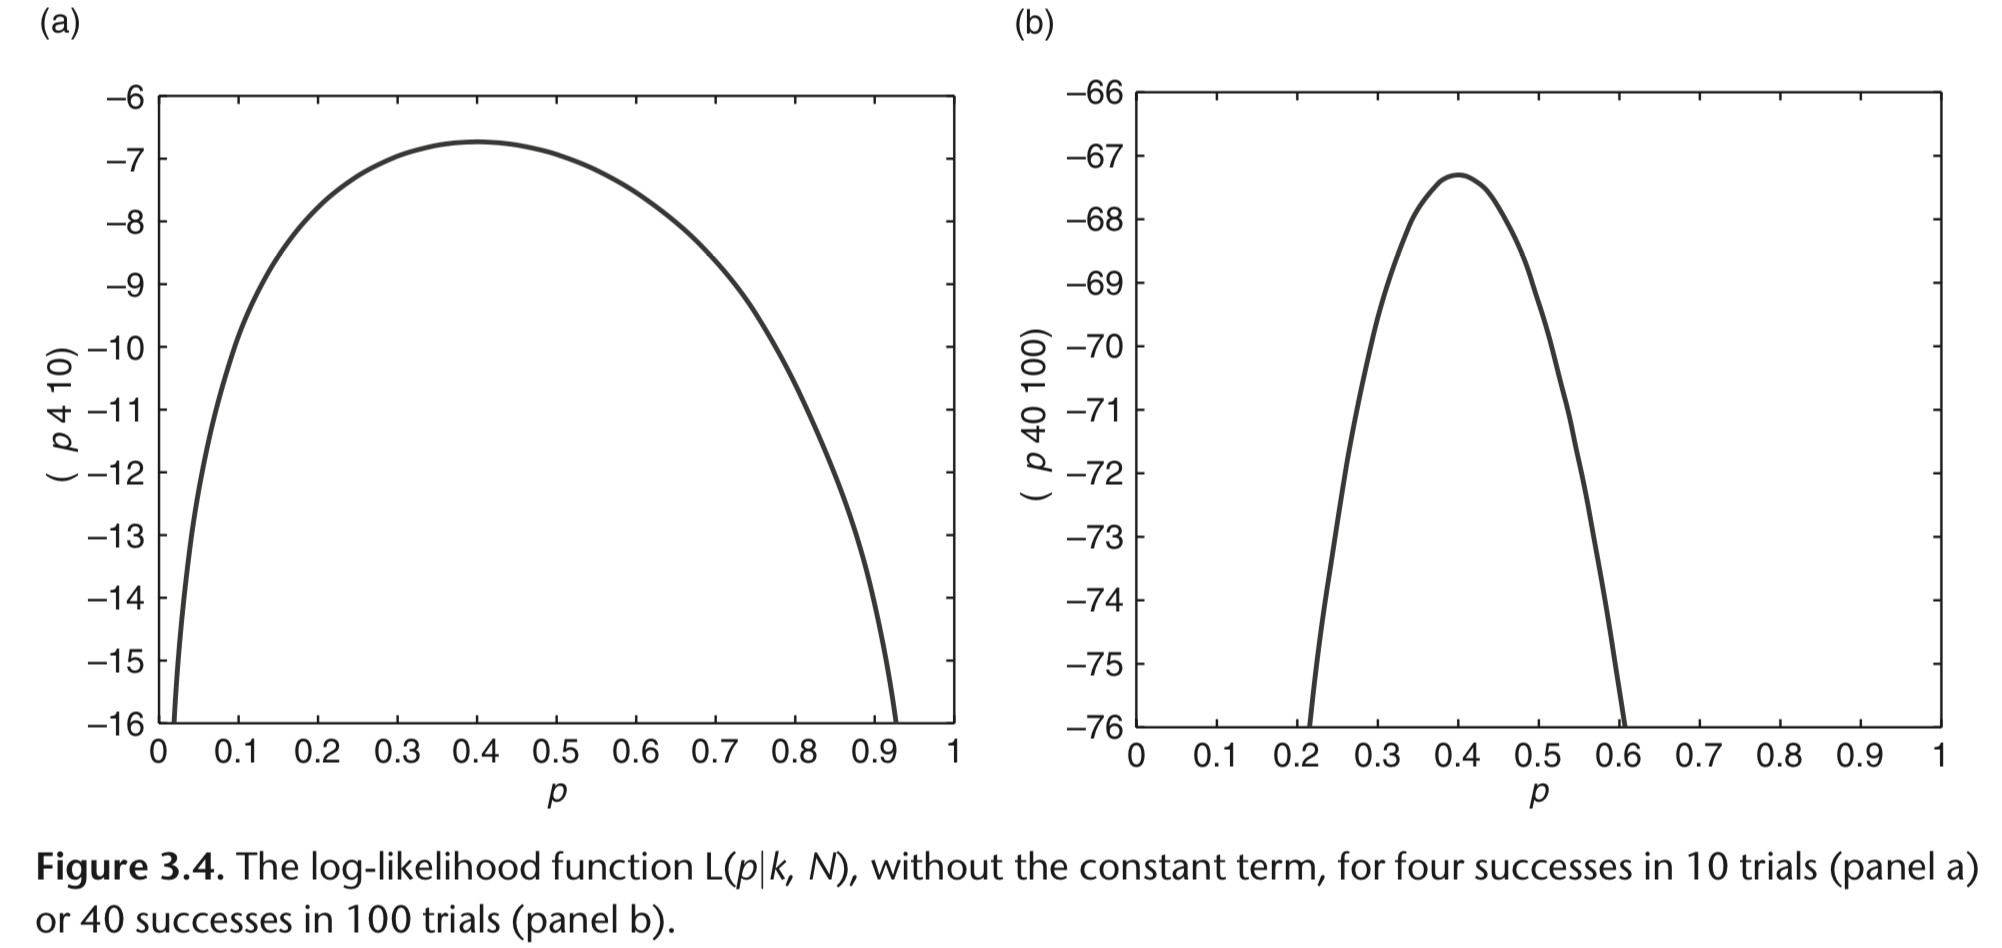 (a)
–6
–7
–8
–9
–10
–11
–12
–13
–14
–15
–16
( p 4 10)
0 0.1 0.2 0.3 0.4 0.5 0.6 0.7 0.8 0.9 1
p
(b)
–66
–67
–68
–69
–70
–71
–72
–73
–74
–75
–76
( p 40 100)
0 0.1 0.2 0.3 0.4 0.5 0.6 0.7 0.8 0.9 1
p
Figure 3.4. The log-likelihood function L(p|k, N), without the constant term, for four successes in 10 trials (panel a)
or 40 successes in 100 trials (panel b).